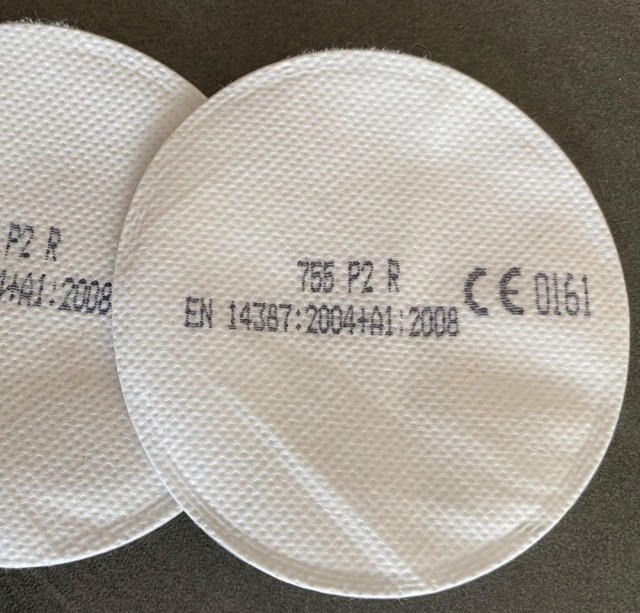 P2 R
+A1:2008
755 P2 R
EN 14387:2004+A1:2008
CE 0161